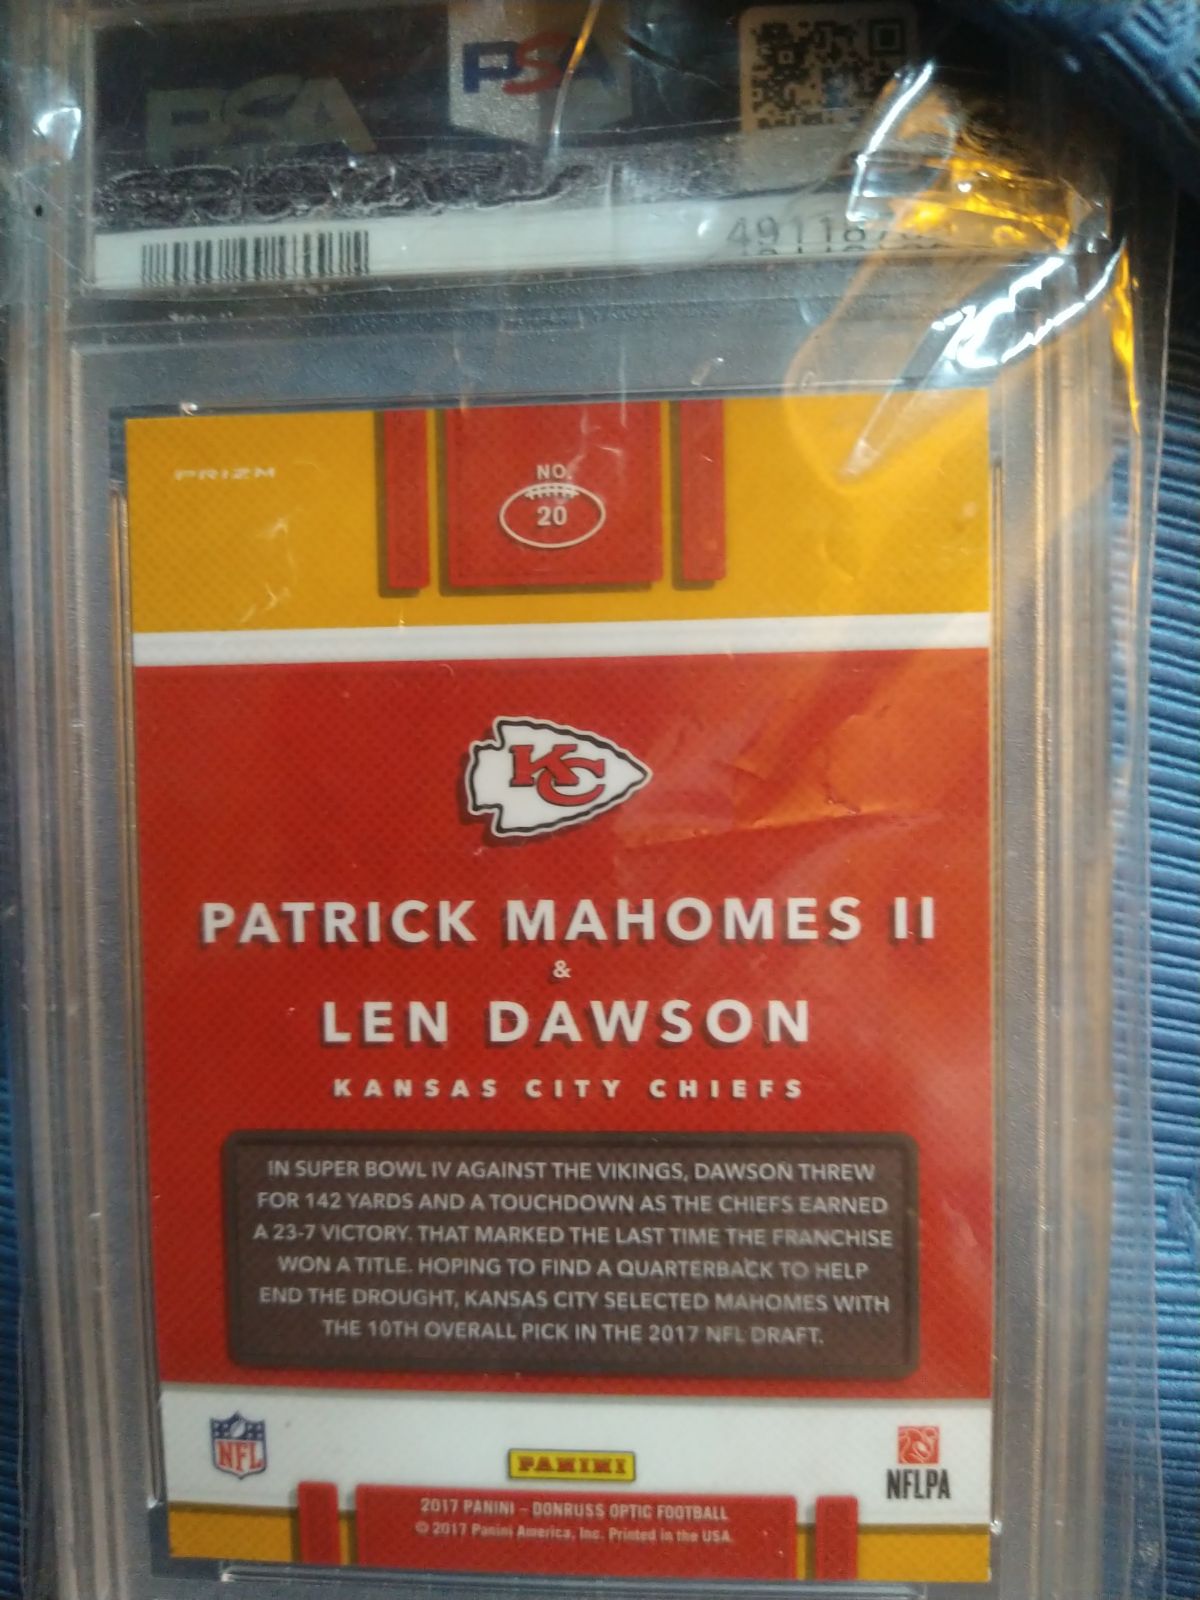 PSA
PSA
PRIZM
NO.
20
KC
PATRICK MAHOMES II
&
LEN DAWSON
KANSAS CITY CHIEFS
IN SUPER BOWL IV AGAINST THE VIKINGS, DAWSON THREW
FOR 142 YARDS AND A TOUCHDOWN AS THE CHIEFS EARNED
A 23-7 VICTORY. THAT MARKED THE LAST TIME THE FRANCHISE
WON A TITLE. HOPING TO FIND A QUARTERBACK TO HELP
END THE DROUGHT, KANSAS CITY SELECTED MAHOMES WITH
THE 10TH OVERALL PICK IN THE 2017 NFL DRAFT.
NFL
PANINI
NFLPA
2017 PANINI – DONRUSS OPTIC FOOTBALL
© 2017 Panini America, Inc. Printed in the USA.